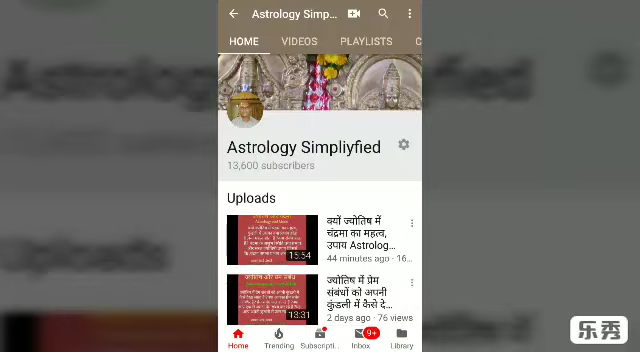 Astrology Simp...
HOME VIDEOS PLAYLISTS C
Astrology Simpliyfied
13,600 subscribers
Uploads
क्यों ज्योतिष में
चंद्रमा का महत्व,
उपाय Astrolog...
44 minutes ago · 16...
15:54
ज्योतिष में प्रेम
संबंधों को अपनी
कुंडली में कैसे दे...
2 days ago · 76 views
13:31
9+
Home Trending Subscripti... Inbox Library
乐秀